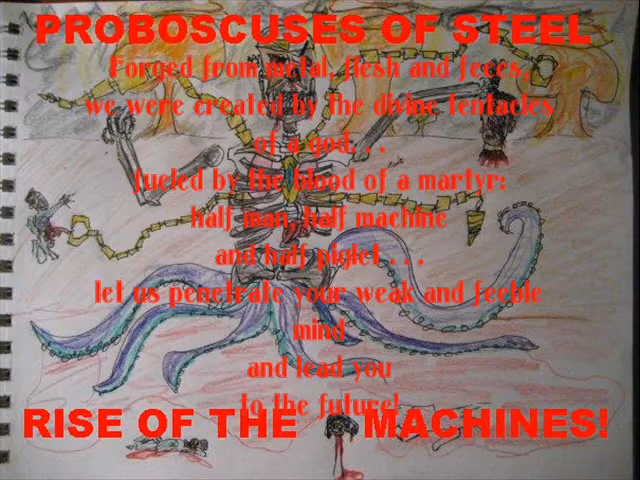 PROBOSCUSES OF STEEL
Forged from metal, flesh and feces,
we were created by the divine tentacles
of a god. . .
fueled by the blood of a martyr:
half man, half machine
and half piglet . . .
let us penetrate your weak and feeble
mind
and lead you
to the future!
RISE OF THE MACHINES!